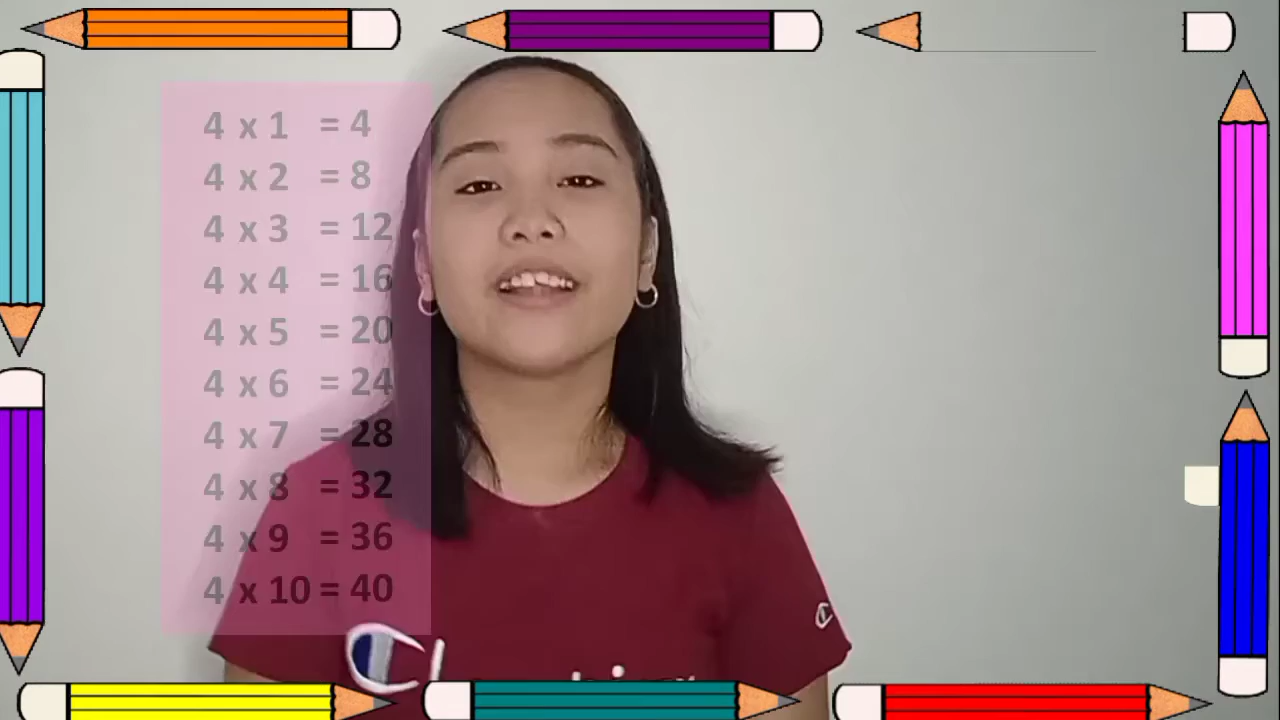 4 x 1 = 4
4 x 2 = 8
4 x 3 = 12
4 x 4 = 16
4 x 5 = 20
4 x 6 = 24
4 x 7 = 28
4 x 8 = 32
4 x 9 = 36
4 x 10 = 40